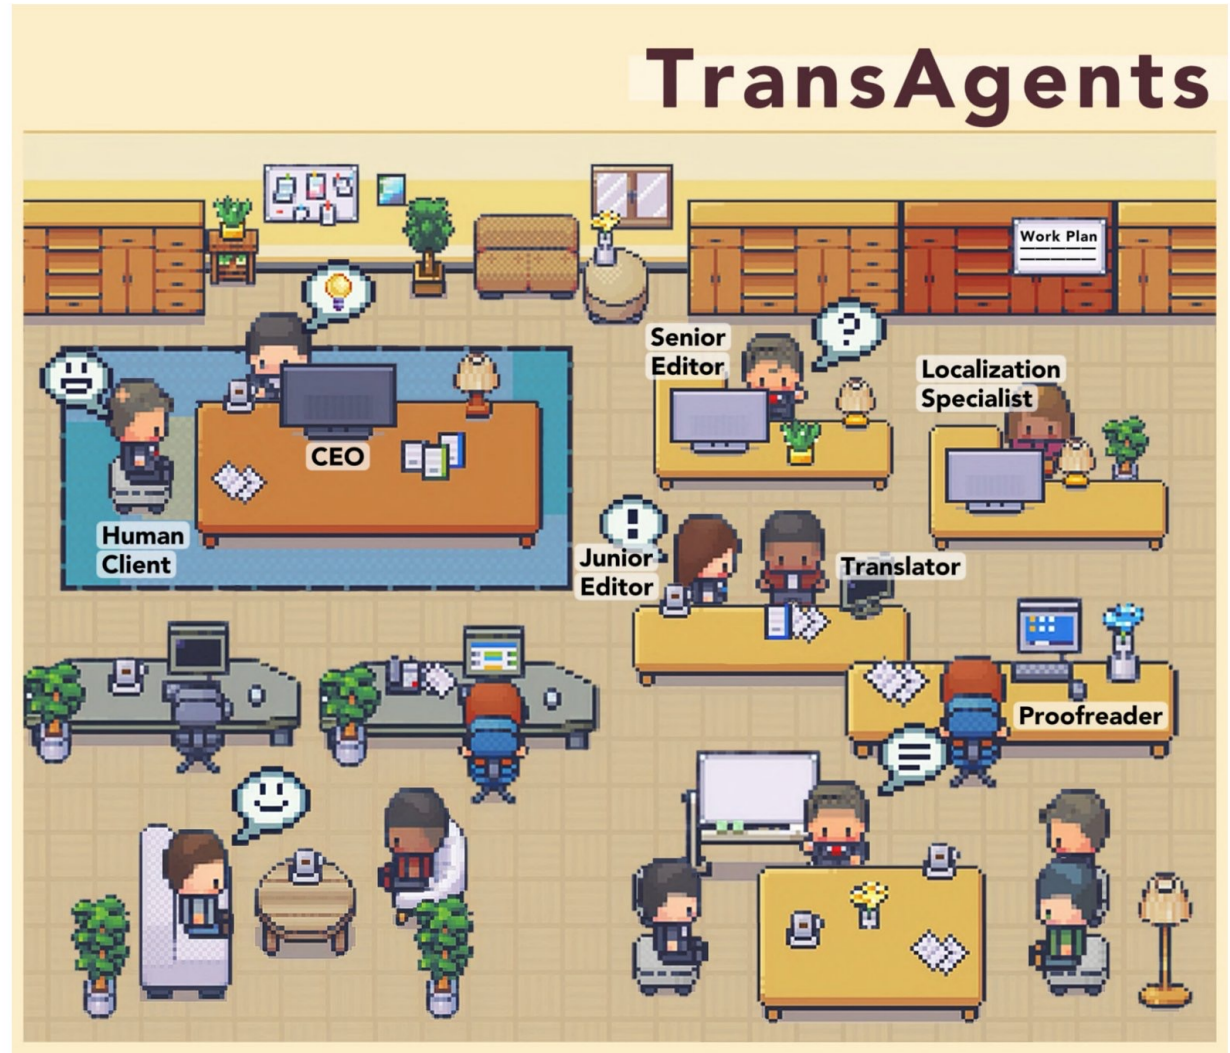 TransAgents
Work Plan
Senior
Editor
Localization
Specialist
CEO
Human
Client
Junior
Editor
Translator
Proofreader
?
!